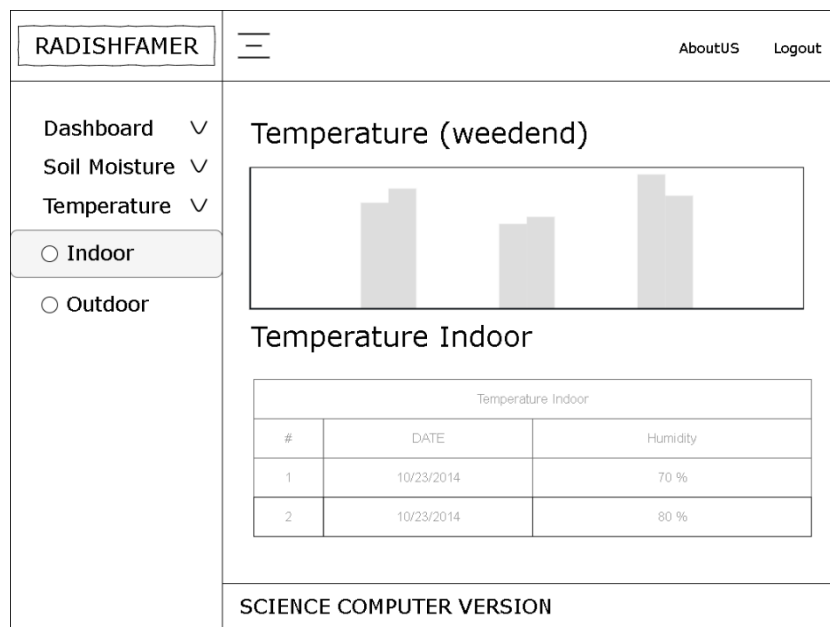 RADISHFAMER
AboutUS Logout
Dashboard
Soil Moisture
Temperature
Indoor
Outdoor
Temperature (weedend)
Temperature Indoor
Temperature Indoor
# DATE Humidity
1 10/23/2014 70 %
2 10/23/2014 80 %
SCIENCE COMPUTER VERSION